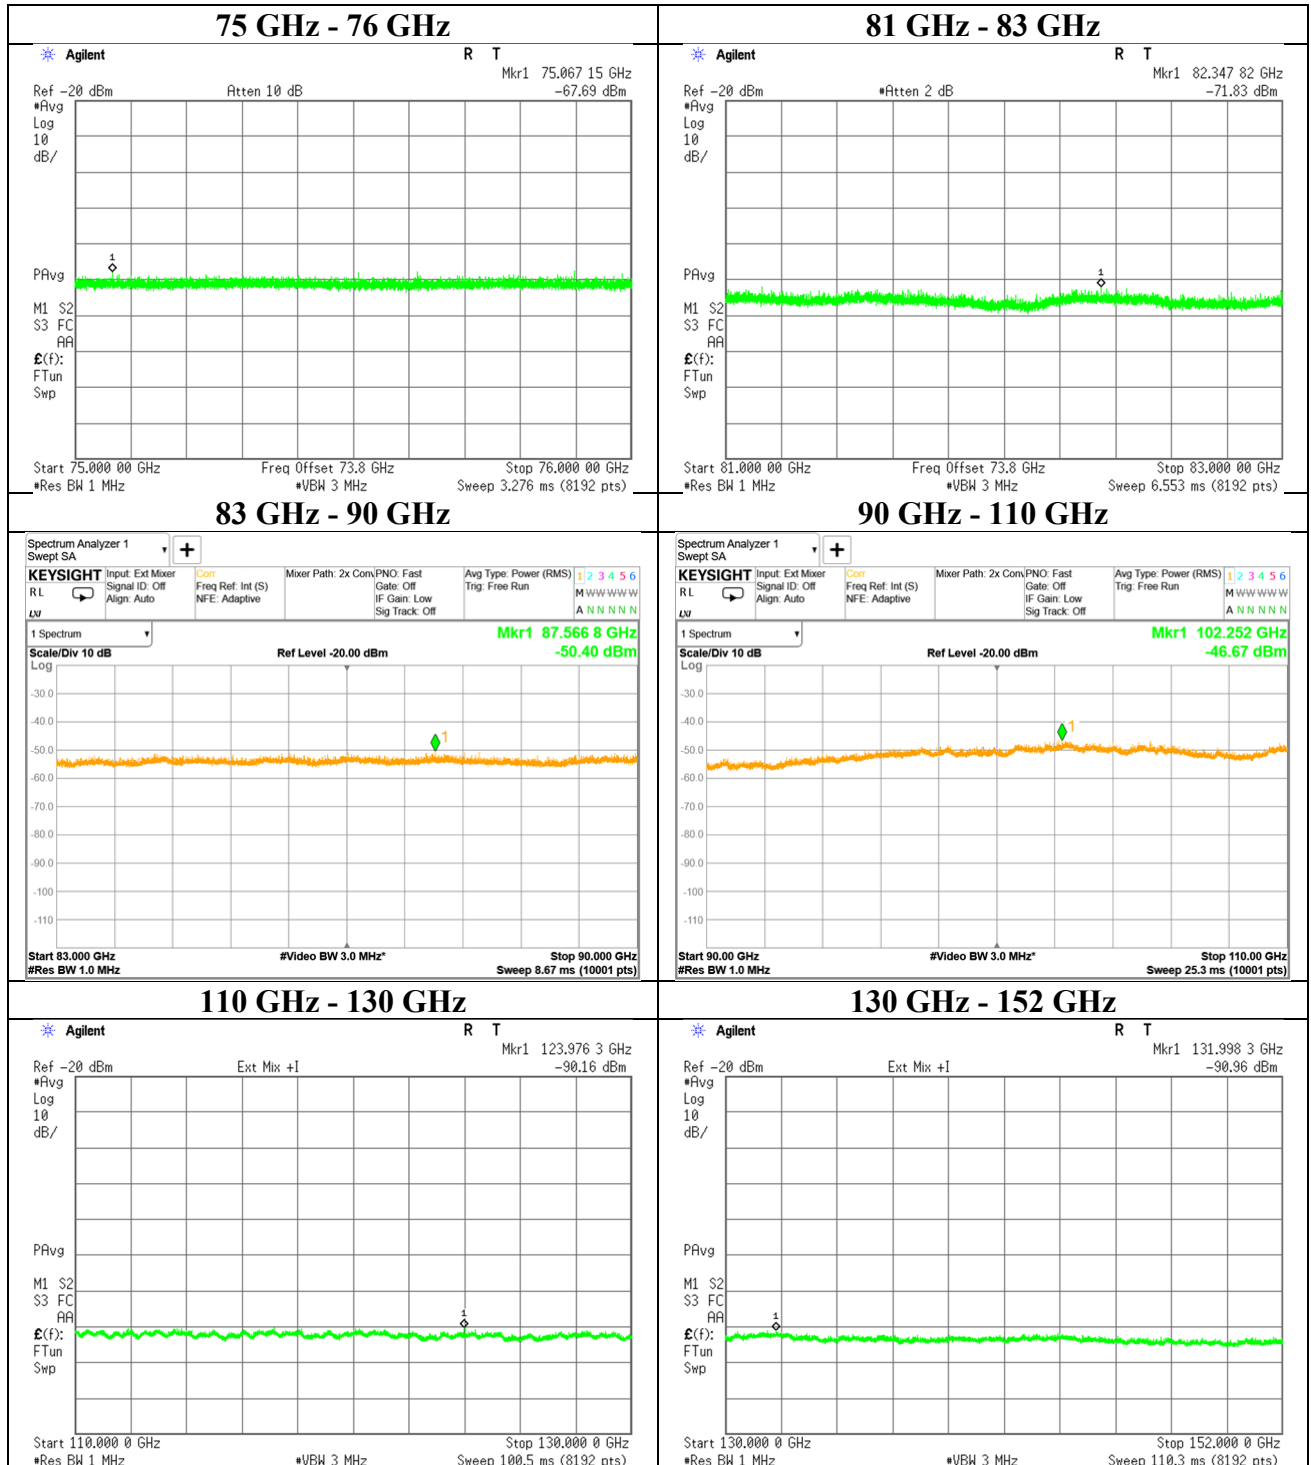 75 GHz - 76 GHz
Agilent R T
Mkr1 75.067 15 GHz
Ref -20 dBm Atten 10 dB -67.69 dBm
#Avg
Log
10
dB/
1
PAvg
M1 S2
S3 FC
AA
£(f):
FTun
Swp
Start 75.000 00 GHz Freq Offset 73.8 GHz Stop 76.000 00 GHz
#Res BW 1 MHz #VBW 3 MHz Sweep 3.276 ms (8192 pts)
81 GHz - 83 GHz
Agilent R T
Mkr1 82.347 82 GHz
Ref -20 dBm #Atten 2 dB -71.83 dBm
#Avg
Log
10
dB/
1
PAvg
M1 S2
S3 FC
AA
£(f):
FTun
Swp
Start 81.000 00 GHz Freq Offset 73.8 GHz Stop 83.000 00 GHz
#Res BW 1 MHz #VBW 3 MHz Sweep 6.553 ms (8192 pts)
83 GHz - 90 GHz
Spectrum Analyzer 1
Swept SA
+
KEYSIGHT Input: Ext Mixer Corr Mixer Path: 2x Conv PNO: Fast Avg Type: Power (RMS) 1 2 3 4 5 6
RL Signal ID: Off Freq Ref: Int (S) Gate: Off Trig: Free Run
Align: Auto NFE: Adaptive IF Gain: Low M W W W W W
LXI Sig Track: Off A N N N N N
1 Spectrum Mkr1 87.566 8 GHz
Scale/Div 10 dB Ref Level -20.00 dBm -50.40 dBm
Log
-30.0
-40.0
1
-50.0
-60.0
-70.0
-80.0
-90.0
-100
-110
Start 83.000 GHz #Video BW 3.0 MHz* Stop 90.000 GHz
#Res BW 1.0 MHz Sweep 8.67 ms (10001 pts)
90 GHz - 110 GHz
Spectrum Analyzer 1
Swept SA
+
KEYSIGHT Input: Ext Mixer Corr Mixer Path: 2x Conv PNO: Fast Avg Type: Power (RMS) 1 2 3 4 5 6
RL Signal ID: Off Freq Ref: Int (S) Gate: Off Trig: Free Run
Align: Auto NFE: Adaptive IF Gain: Low M W W W W W
LXI Sig Track: Off A N N N N N
1 Spectrum Mkr1 102.252 GHz
Scale/Div 10 dB Ref Level -20.00 dBm -46.67 dBm
Log
-30.0
-40.0
1
-50.0
-60.0
-70.0
-80.0
-90.0
-100
-110
Start 90.00 GHz #Video BW 3.0 MHz* Stop 110.00 GHz
#Res BW 1.0 MHz Sweep 25.3 ms (10001 pts)
110 GHz - 130 GHz
Agilent R T
Mkr1 123.976 3 GHz
Ref -20 dBm Ext Mix +I -90.16 dBm
#Avg
Log
10
dB/
PAvg
M1 S2
S3 FC
AA
1
£(f):
FTun
Swp
Start 110.000 0 GHz Stop 130.000 0 GHz
#Res BW 1 MHz #VBW 3 MHz Sweep 100.5 ms (8192 pts)
130 GHz - 152 GHz
Agilent R T
Mkr1 131.998 3 GHz
Ref -20 dBm Ext Mix +I -90.96 dBm
#Avg
Log
10
dB/
PAvg
M1 S2
S3 FC
AA
1
£(f):
FTun
Swp
Start 130.000 0 GHz Stop 152.000 0 GHz
#Res BW 1 MHz #VBW 3 MHz Sweep 110.3 ms (8192 pts)